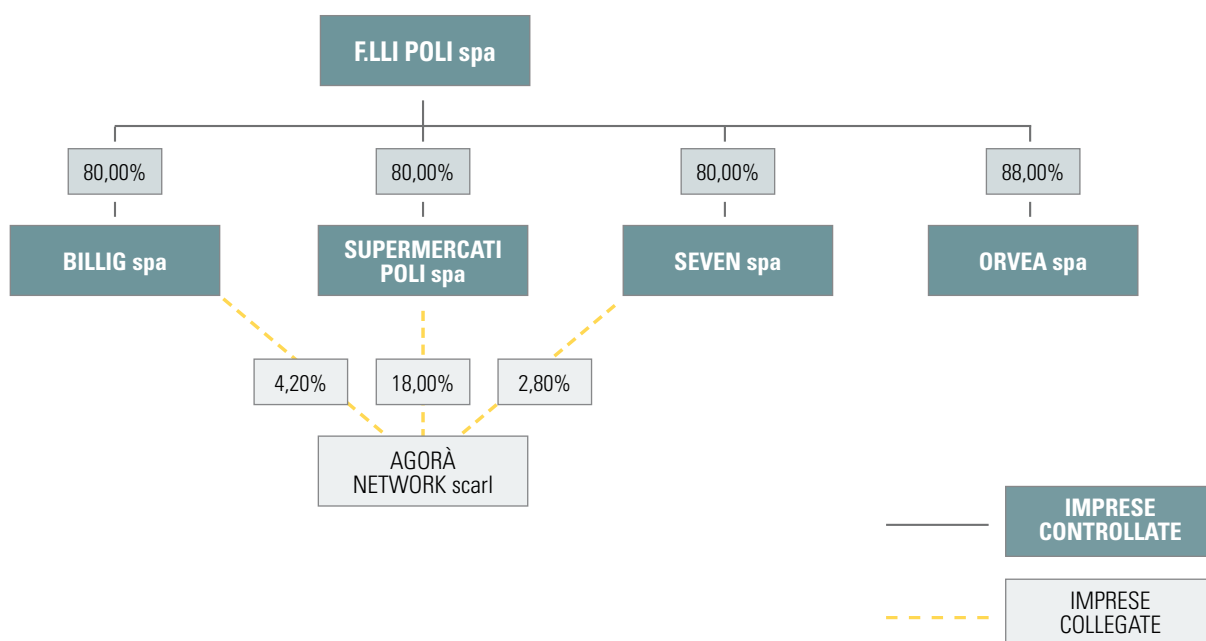 F.LLI POLI spa
80,00%
80,00%
80,00%
88,00%
BILLIG spa
SUPERMERCATI
POLI spa
SEVEN spa
ORVEA spa
4,20%
18,00%
2,80%
AGORÀ
NETWORK scarl
IMPRESE
CONTROLLATE
IMPRESE
COLLEGATE